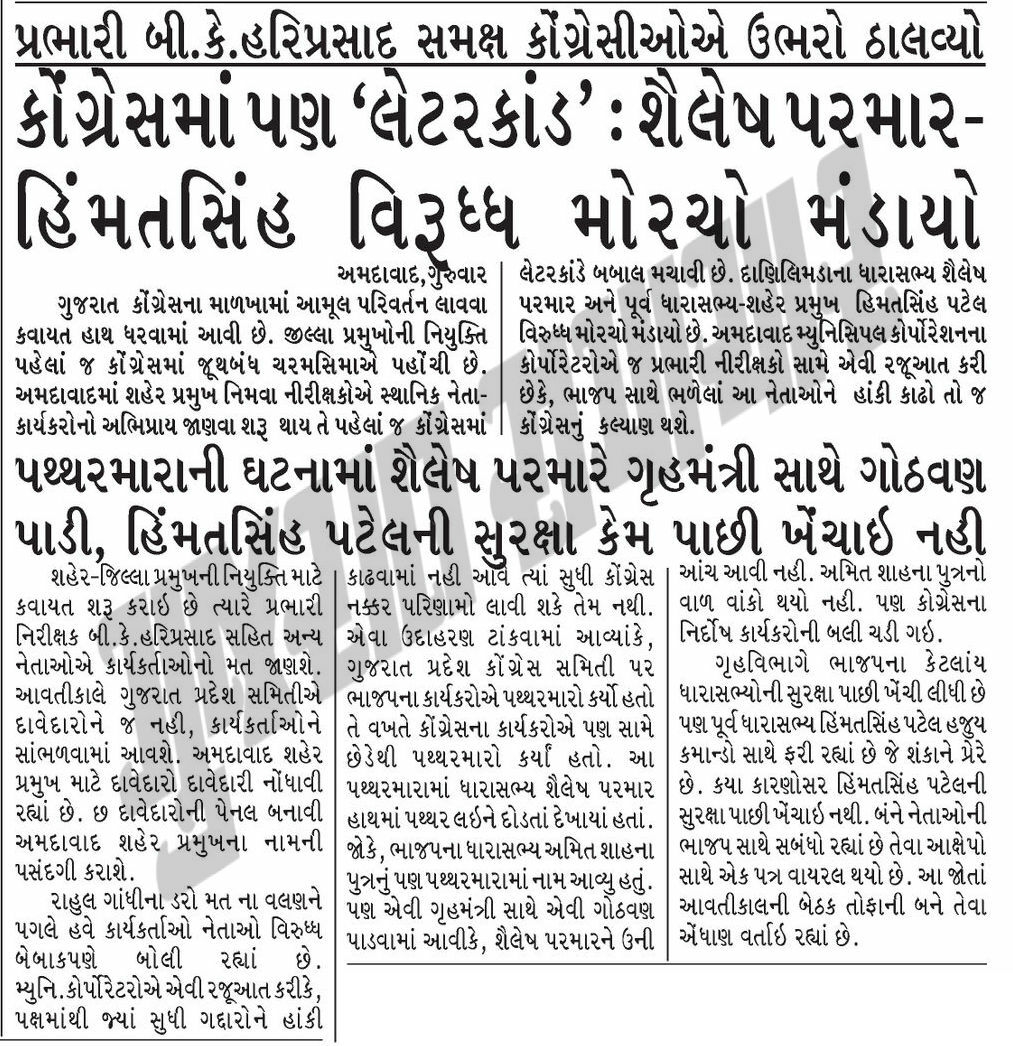 પ્રભારી બી.કે.હરિપ્રસાદ સમક્ષ કોંગ્રેસીઓએ ઉભરો ઠાલવ્યો
કોંગ્રેસમાં પણ ‘લેટરકાંડ’ : શૈલેષ પરમાર-
હિંમતસિંહ વિરૂધ્ધ મોરચો મંડાયો
અમદાવાદ,ગુરુવાર
ગુજરાત કોંગ્રેસના માળખામાં આમૂલ પરિવર્તન લાવવા
કવાયત હાથ ધરવામાં આવી છે. જીલ્લા પ્રમુખોની નિયુક્તિ
પહેલાં જ કોંગ્રેસમાં જૂથબંધ ચરમસિમાએ પહોંચી છે.
અમદાવાદમાં શહેર પ્રમુખ નિમવા નીરીક્ષકોએ સ્થાનિક નેતા-
કાર્યકરોનો અભિપ્રાય જાણવા શરૂ થાય તે પહેલાં જ કોંગ્રેસમાં
લેટરકાંડે બબાલ મચાવી છે. દાણિલિમડાના ધારાસભ્ય શૈલેષ
પરમાર અને પૂર્વ ધારાસભ્ય-શહેર પ્રમુખ હિમતસિંહ પટેલ
વિરુધ્ધ મોરચો મંડાયો છે. અમદાવાદ મ્યુનિસિપલ કોર્પોરેશનના
કોર્પોરેટરોએ જ પ્રભારી નીરીક્ષકો સામે એવી રજૂઆત કરી
છેકે, ભાજપ સાથે ભળેલાં આ નેતાઓને હાંકી કાઢો તો જ
કોંગ્રેસનું કલ્યાણ થશે.
પથ્થરમારાની ઘટનામાં શૈલેષ પરમારે ગૃહમંત્રી સાથે ગોઠવણ
પાડી, હિંમતસિંહ પટેલની સુરક્ષા કેમ પાછી ખેંચાઇ નહી
શહેર-જિલ્લા પ્રમુખની નિયુક્તિ માટે
કવાયત શરૂ કરાઇ છે ત્યારે પ્રભારી
નિરીક્ષક બી.કે.હરિપ્રસાદ સહિત અન્ય
નેતાઓએ કાર્યકર્તાઓનો મત જાણશે.
આવતીકાલે ગુજરાત પ્રદેશ સમિતીએ
દાવેદારોને જ નહી, કાર્યકર્તાઓને
સાંભળવામાં આવશે. અમદાવાદ શહેર
પ્રમુખ માટે દાવેદારો દાવેદારી નોંધાવી
રહ્યાં છે. છ દાવેદારોની પેનલ બનાવી
અમદાવાદ શહેર પ્રમુખના નામની
પસંદગી કરાશે.
રાહુલ ગાંધીના ડરો મત ના વલણને
પગલે હવે કાર્યકર્તાઓ નેતાઓ વિરુધ્ધ
બેબાકપણે બોલી રહ્યાં છે.
મ્યુનિ.કોર્પોરેટરોએ એવી રજૂઆત કરીકે,
પક્ષમાંથી જ્યાં સુધી ગદ્દારોને હાંકી
કાઢવામાં નહી આવે ત્યાં સુધી કોંગ્રેસ
નક્કર પરિણામો લાવી શકે તેમ નથી.
એવા ઉદાહરણ ટાંકવામાં આવ્યાંકે,
ગુજરાત પ્રદેશ કોંગ્રેસ સમિતી પર
ભાજપના કાર્યકરોએ પથ્થરમારો કર્યો હતો
તે વખતે કોંગ્રેસના કાર્યકરોએ પણ સામે
છેડેથી પથ્થરમારો કર્યાં હતો. આ
પથ્થરમારામાં ધારાસભ્ય શૈલેષ પરમાર
હાથમાં પથ્થર લઇને દોડતાં દેખાયાં હતાં.
જોકે, ભાજપના ધારાસભ્ય અમિત શાહના
પુત્રનું પણ પથ્થરમારામાં નામ આવ્યુ હતું.
પણ એવી ગૃહમંત્રી સાથે એવી ગોઠવણ
પાડવામાં આવીકે, શૈલેષ પરમારને ઉની
આંચ આવી નહી. અમિત શાહના પુત્રનો
વાળ વાંકો થયો નહી. પણ કોગ્રેસના
નિર્દોષ કાર્યકરોની બલી ચડી ગઇ.
ગૃહવિભાગે ભાજપના કેટલાંય
ધારાસભ્યોની સુરક્ષા પાછી ખેંચી લીધી છે
પણ પૂર્વ ધારાસભ્ય હિંમતસિંહ પટેલ હજુય
કમાન્ડો સાથે ફરી રહ્યાં છે જે શંકાને પ્રેરે
છે. કયા કારણોસર હિંમતસિંહ પટેલની
સુરક્ષા પાછી ખેંચાઇ નથી. બંને નેતાઓની
ભાજપ સાથે સબંધો રહ્યાં છે તેવા આક્ષેપો
સાથે એક પત્ર વાયરલ થયો છે. આ જોતાં
આવતીકાલની બેઠક તોફાની બને તેવા
એંધાણ વર્તાઇ રહ્યાં છે.
ગુજરાત સમાચાર